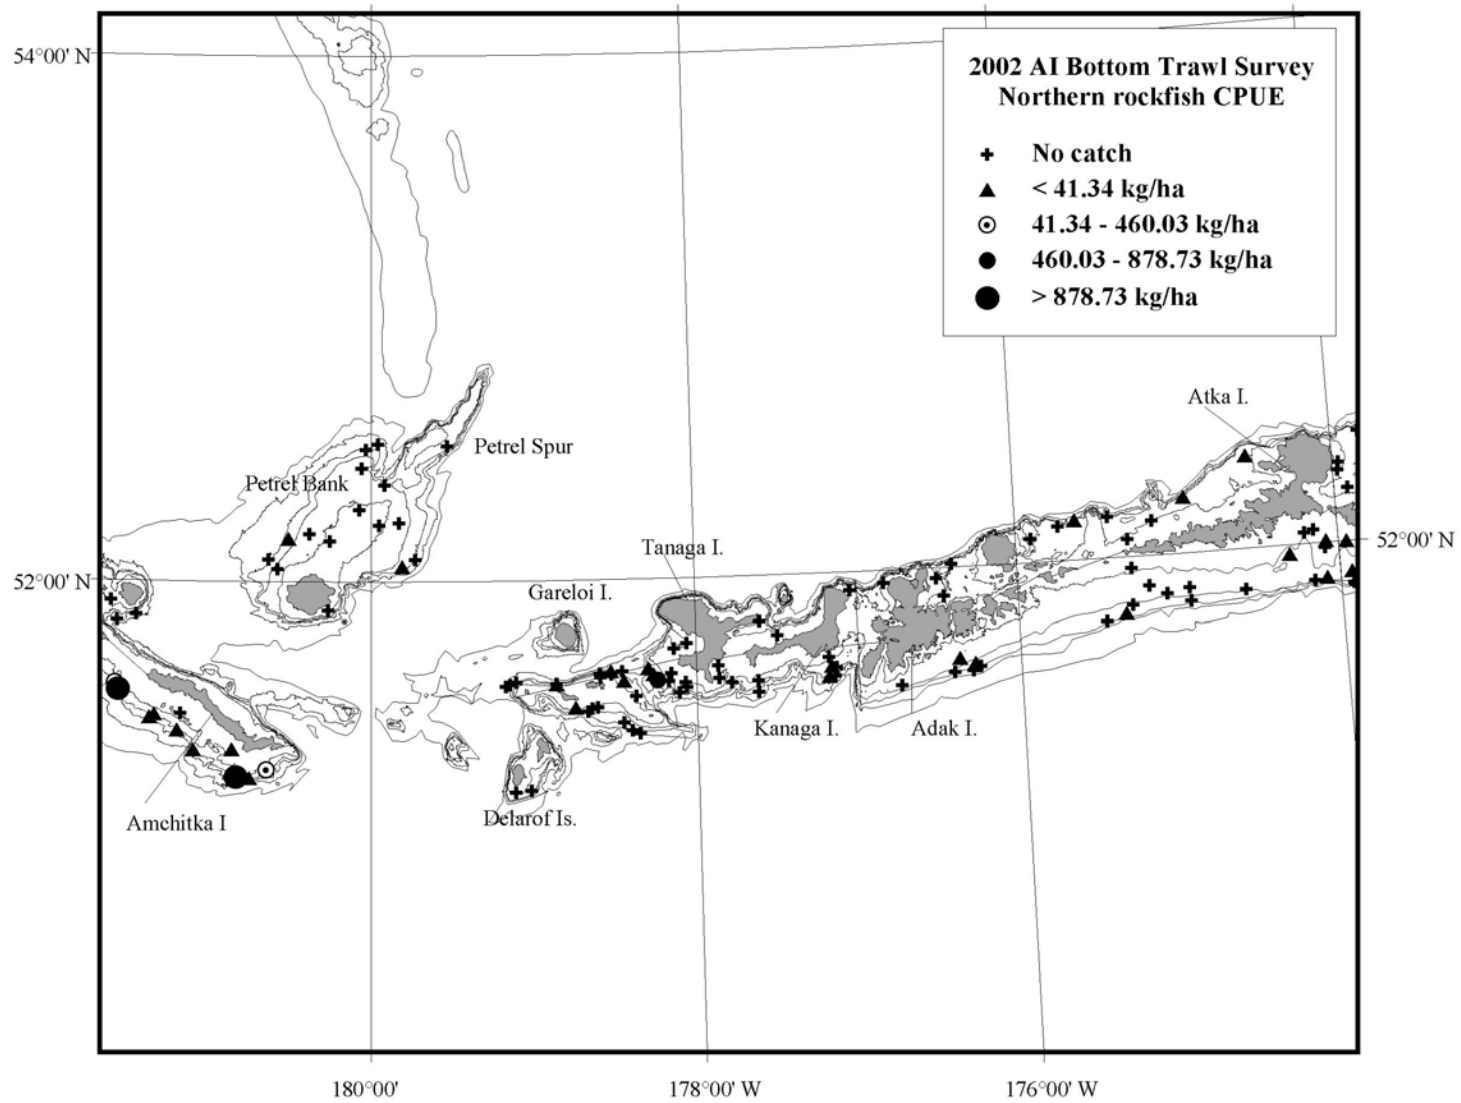 54°00' N
2002 AI Bottom Trawl Survey
Northern rockfish CPUE
No catch
< 41.34 kg/ha
41.34 - 460.03 kg/ha
460.03 - 878.73 kg/ha
> 878.73 kg/ha
Atka I.
Petrel Spur
Petrel Bank
52°00' N
Tanaga I.
52°00' N
Gareloi I.
Kanaga I.
Adak I.
Delarof Is.
Amchitka I
180°00'
178°00' W
176°00' W